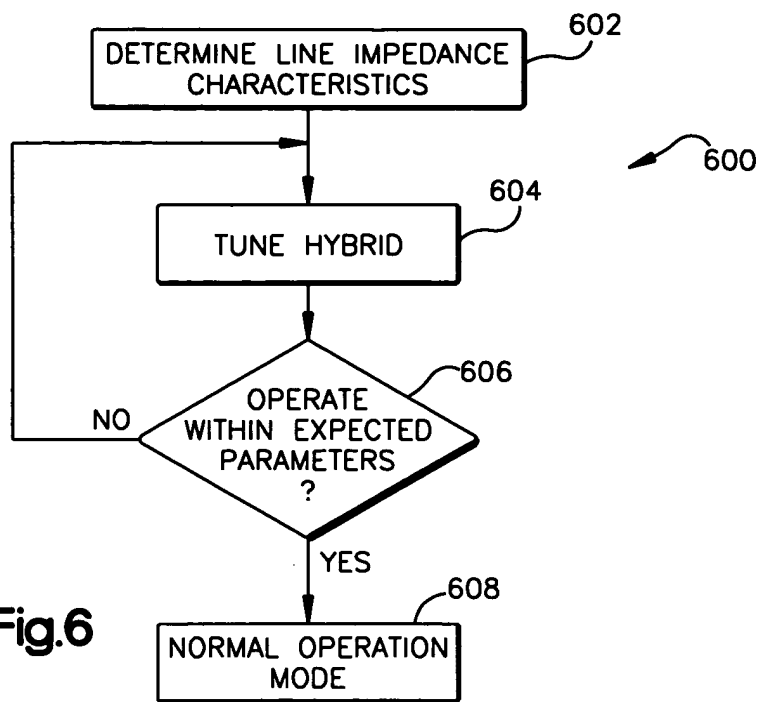 602
DETERMINE LINE IMPEDANCE
CHARACTERISTICS
600
604
TUNE HYBRID
606
OPERATE
WITHIN EXPECTED
PARAMETERS
?
NO
YES
608
NORMAL OPERATION
MODE
Fig.6